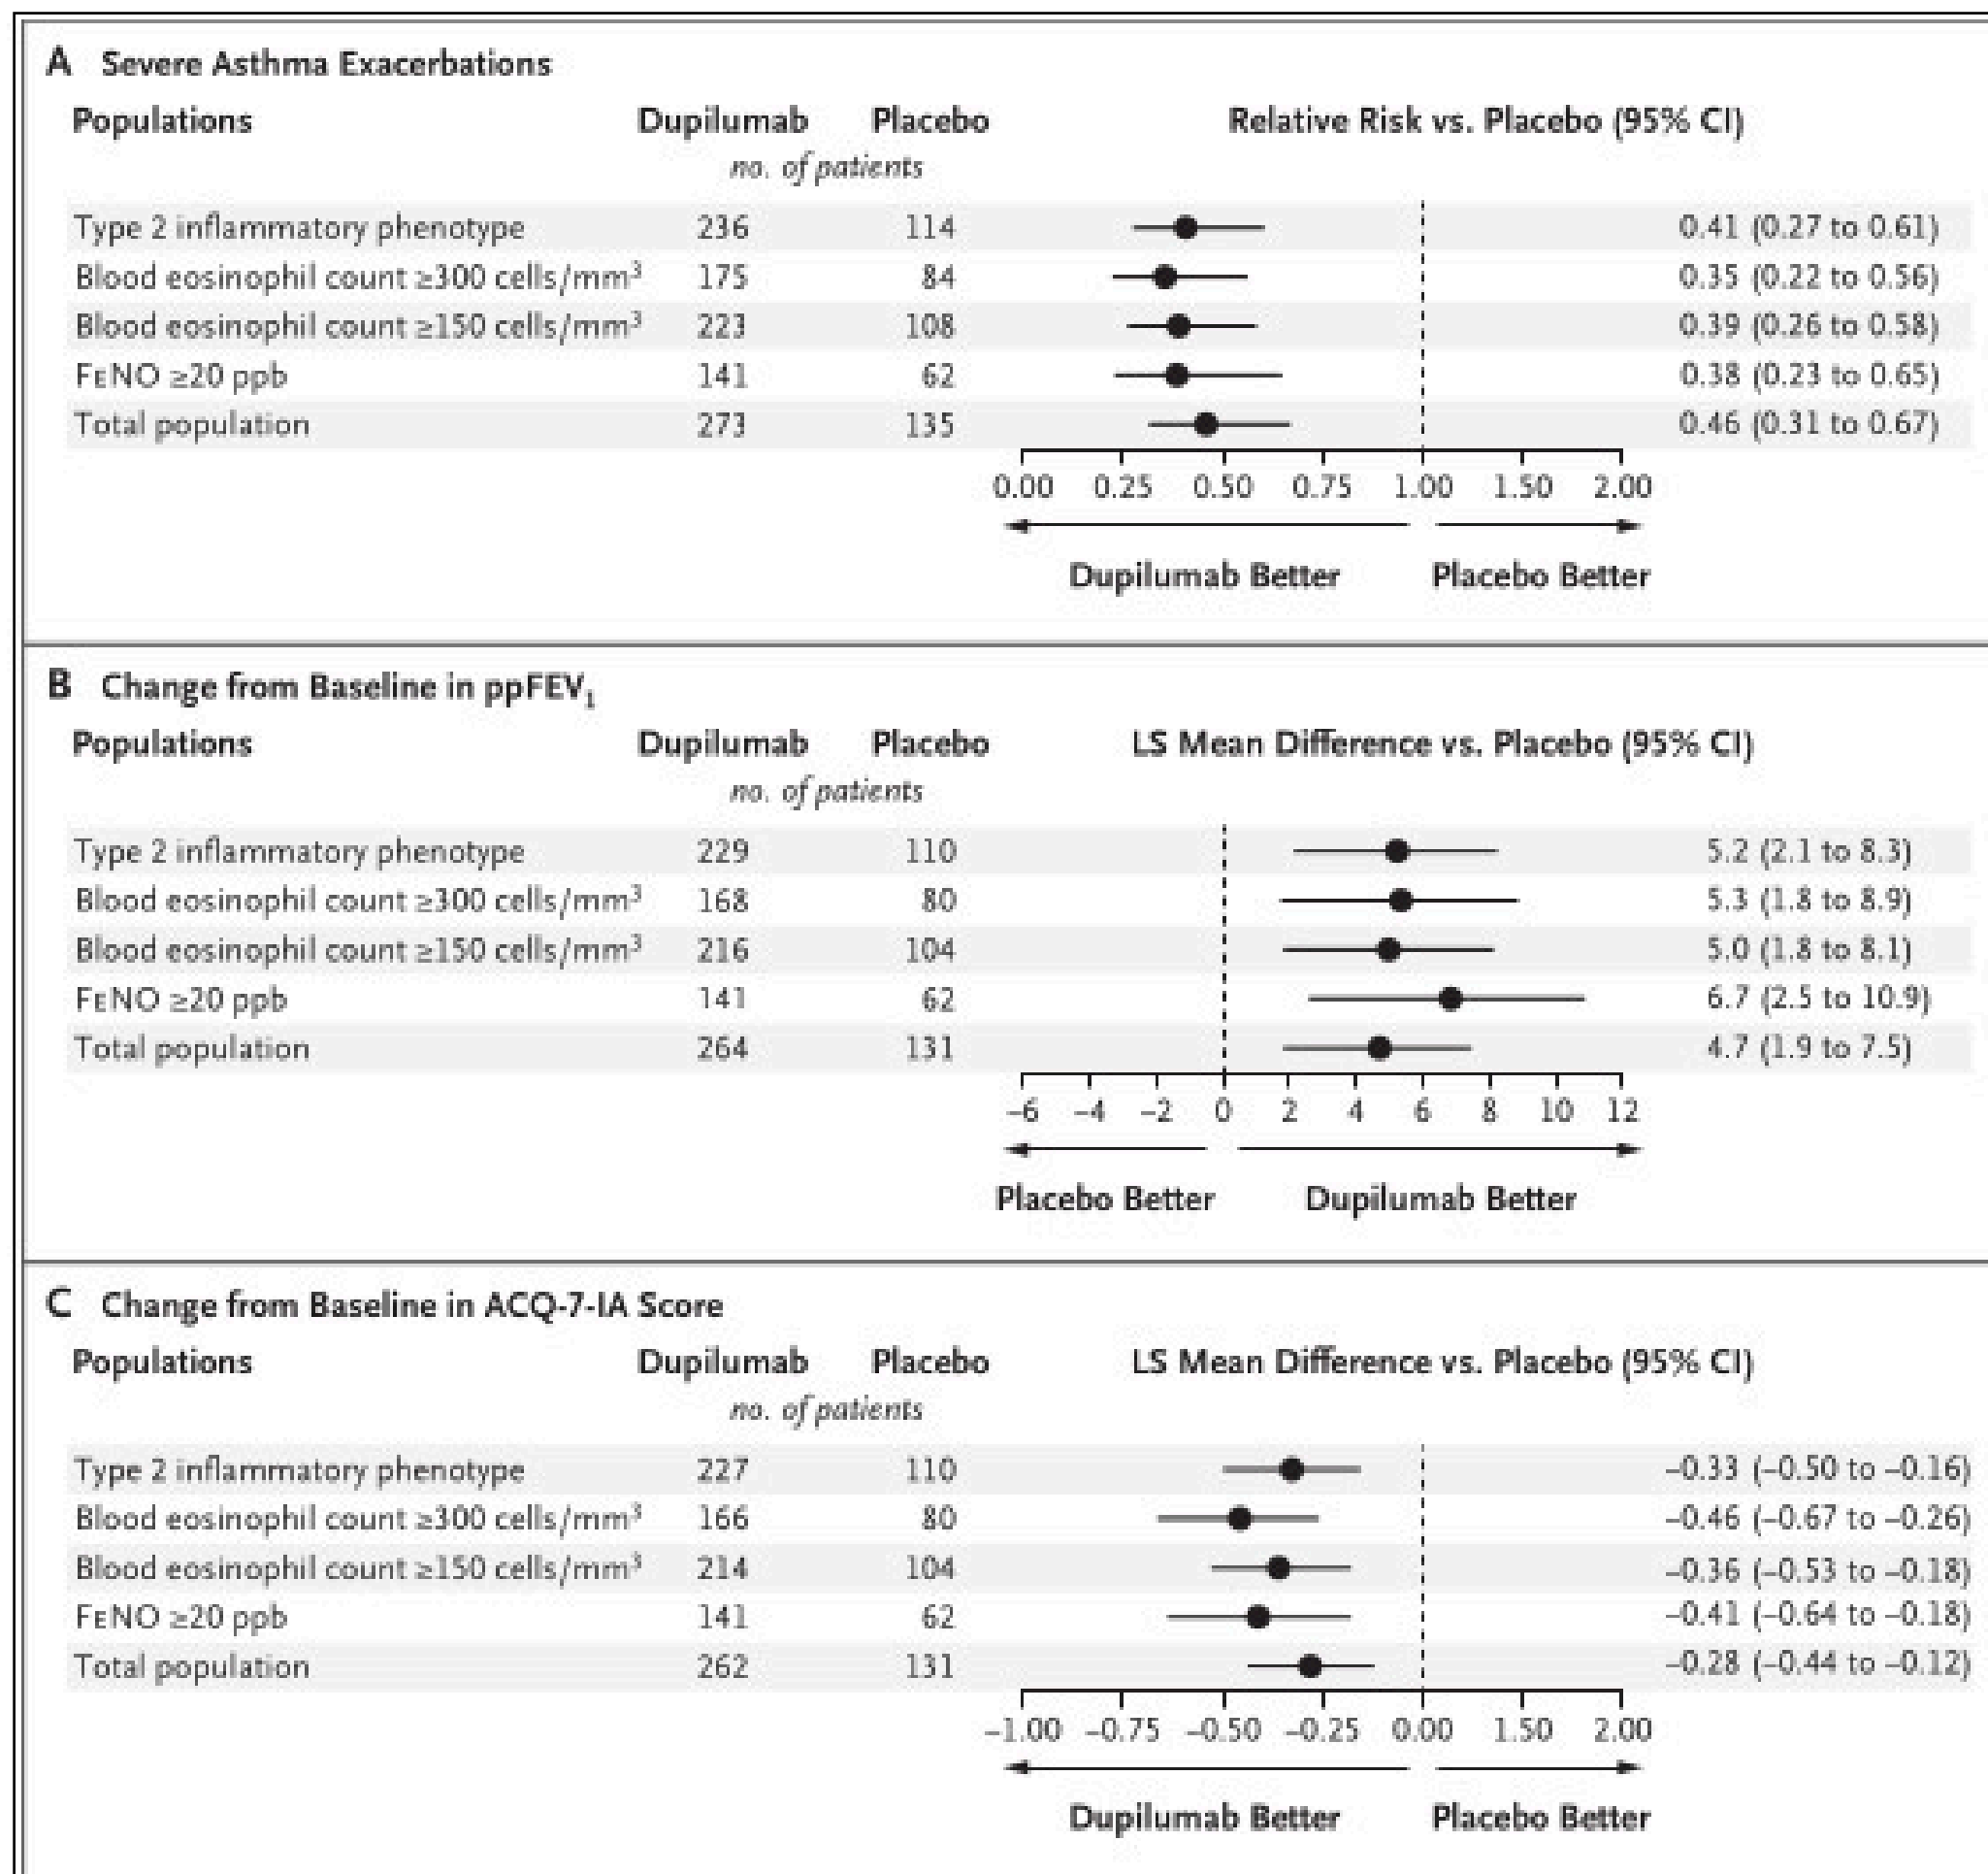 A Severe Asthma Exacerbations
Populations Dupilumab Placebo Relative Risk vs. Placebo (95% CI)
no. of patients
Type 2 inflammatory phenotype 236 114 0.41 (0.27 to 0.61)
Blood eosinophil count ≥300 cells/mm³ 175 84 0.35 (0.22 to 0.56)
Blood eosinophil count ≥150 cells/mm³ 223 108 0.39 (0.26 to 0.58)
FENO ≥20 ppb 141 62 0.38 (0.23 to 0.65)
Total population 273 135 0.46 (0.31 to 0.67)
0.00 0.25 0.50 0.75 1.00 1.50 2.00
Dupilumab Better Placebo Better
B Change from Baseline in ppFEV₁
Populations Dupilumab Placebo LS Mean Difference vs. Placebo (95% CI)
no. of patients
Type 2 inflammatory phenotype 229 110 5.2 (2.1 to 8.3)
Blood eosinophil count ≥300 cells/mm³ 168 80 5.3 (1.8 to 8.9)
Blood eosinophil count ≥150 cells/mm³ 216 104 5.0 (1.8 to 8.1)
FENO ≥20 ppb 141 62 6.7 (2.5 to 10.9)
Total population 264 131 4.7 (1.9 to 7.5)
–6 –4 –2 0 2 4 6 8 10 12
Placebo Better Dupilumab Better
C Change from Baseline in ACQ-7-IA Score
Populations Dupilumab Placebo LS Mean Difference vs. Placebo (95% CI)
no. of patients
Type 2 inflammatory phenotype 227 110 –0.33 (–0.50 to –0.16)
Blood eosinophil count ≥300 cells/mm³ 166 80 –0.46 (–0.67 to –0.26)
Blood eosinophil count ≥150 cells/mm³ 214 104 –0.36 (–0.53 to –0.18)
FENO ≥20 ppb 141 62 –0.41 (–0.64 to –0.18)
Total population 262 131 –0.28 (–0.44 to –0.12)
–1.00 –0.75 –0.50 –0.25 0.00 1.50 2.00
Dupilumab Better Placebo Better